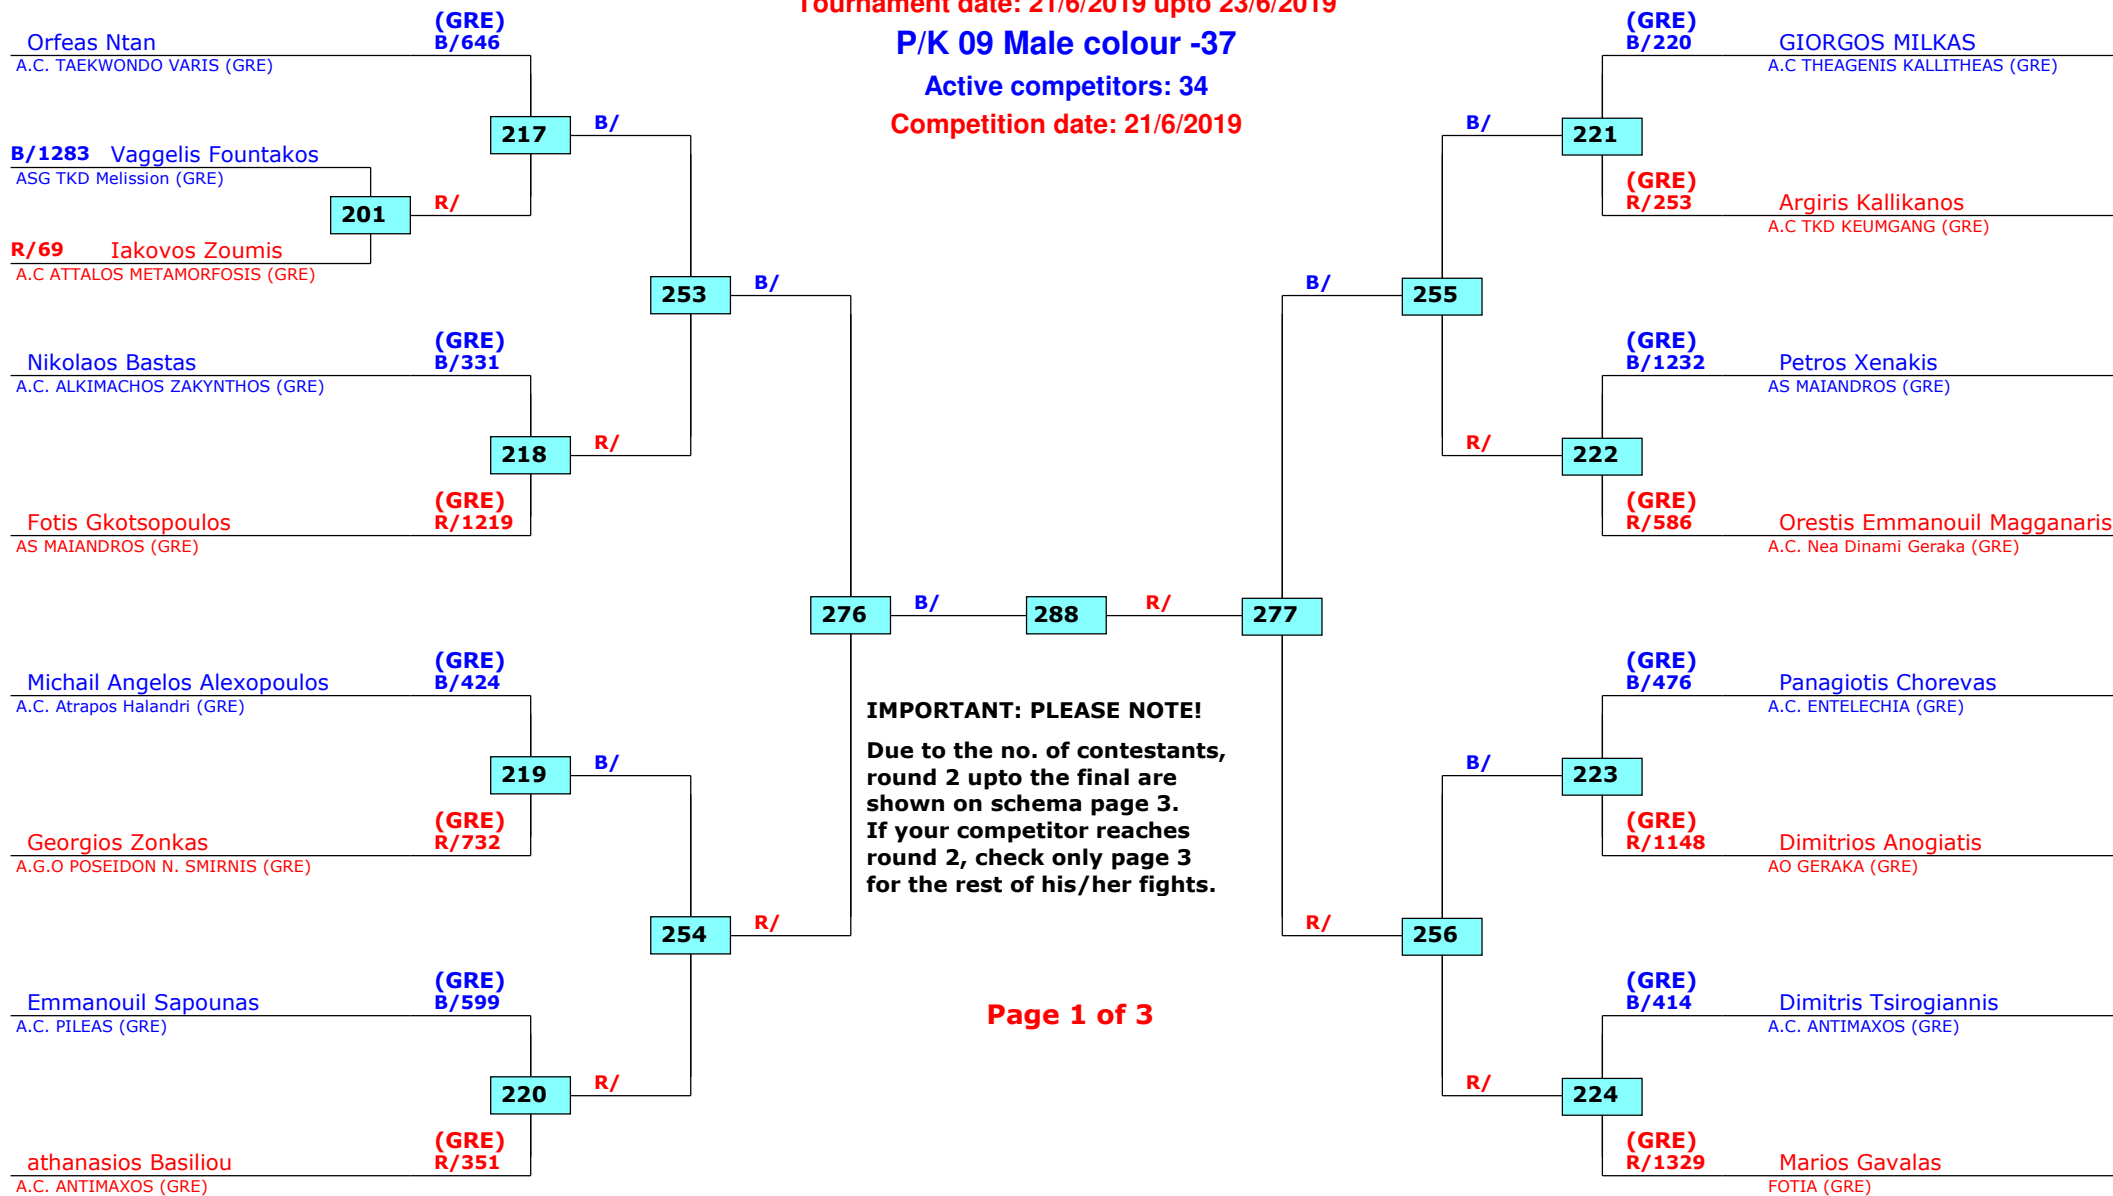 Tournament date: 21/6/2019 upto 23/6/2019
P/K 09 Male colour -37
Active competitors: 34
Competition date: 21/6/2019
(GRE)
Orfeas Ntan B/646
A.C. TAEKWONDO VARIS (GRE)
217 B/
B/1283 Vaggelis Fountakos
ASG TKD Melission (GRE)
201 R/
R/69 Iakovos Zoumis
A.C ATTALOS METAMORFOSIS (GRE)
253 B/
(GRE)
Nikolaos Bastas B/331
A.C. ALKIMACHOS ZAKYNTHOS (GRE)
218 R/
(GRE)
Fotis Gkotsopoulos R/1219
AS MAIANDROS (GRE)
276 B/ 288 R/ 277
(GRE)
Michail Angelos Alexopoulos B/424
A.C. Atrapos Halandri (GRE)
219 B/
(GRE)
Georgios Zonkas R/732
A.G.O POSEIDON N. SMIRNIS (GRE)
254 R/
(GRE)
Emmanouil Sapounas B/599
A.C. PILEAS (GRE)
220 R/
(GRE)
athanasios Basiliou R/351
A.C. ANTIMAXOS (GRE)
IMPORTANT: PLEASE NOTE!
Due to the no. of contestants,
round 2 upto the final are
shown on schema page 3.
If your competitor reaches
round 2, check only page 3
for the rest of his/her fights.
Page 1 of 3
(GRE)
B/220 GIORGOS MILKAS
A.C THEAGENIS KALLITHEAS (GRE)
B/ 221
(GRE)
R/253 Argiris Kallikanos
A.C TKD KEUMGANG (GRE)
B/ 255
(GRE)
B/1232 Petros Xenakis
AS MAIANDROS (GRE)
R/ 222
(GRE)
R/586 Orestis Emmanouil Magganaris
A.C. Nea Dinami Geraka (GRE)
(GRE)
B/476 Panagiotis Chorevas
A.C. ENTELECHIA (GRE)
B/ 223
(GRE)
R/1148 Dimitrios Anogiatis
AO GERAKA (GRE)
R/ 256
(GRE)
B/414 Dimitris Tsirogiannis
A.C. ANTIMAXOS (GRE)
R/ 224
(GRE)
R/1329 Marios Gavalas
FOTIA (GRE)